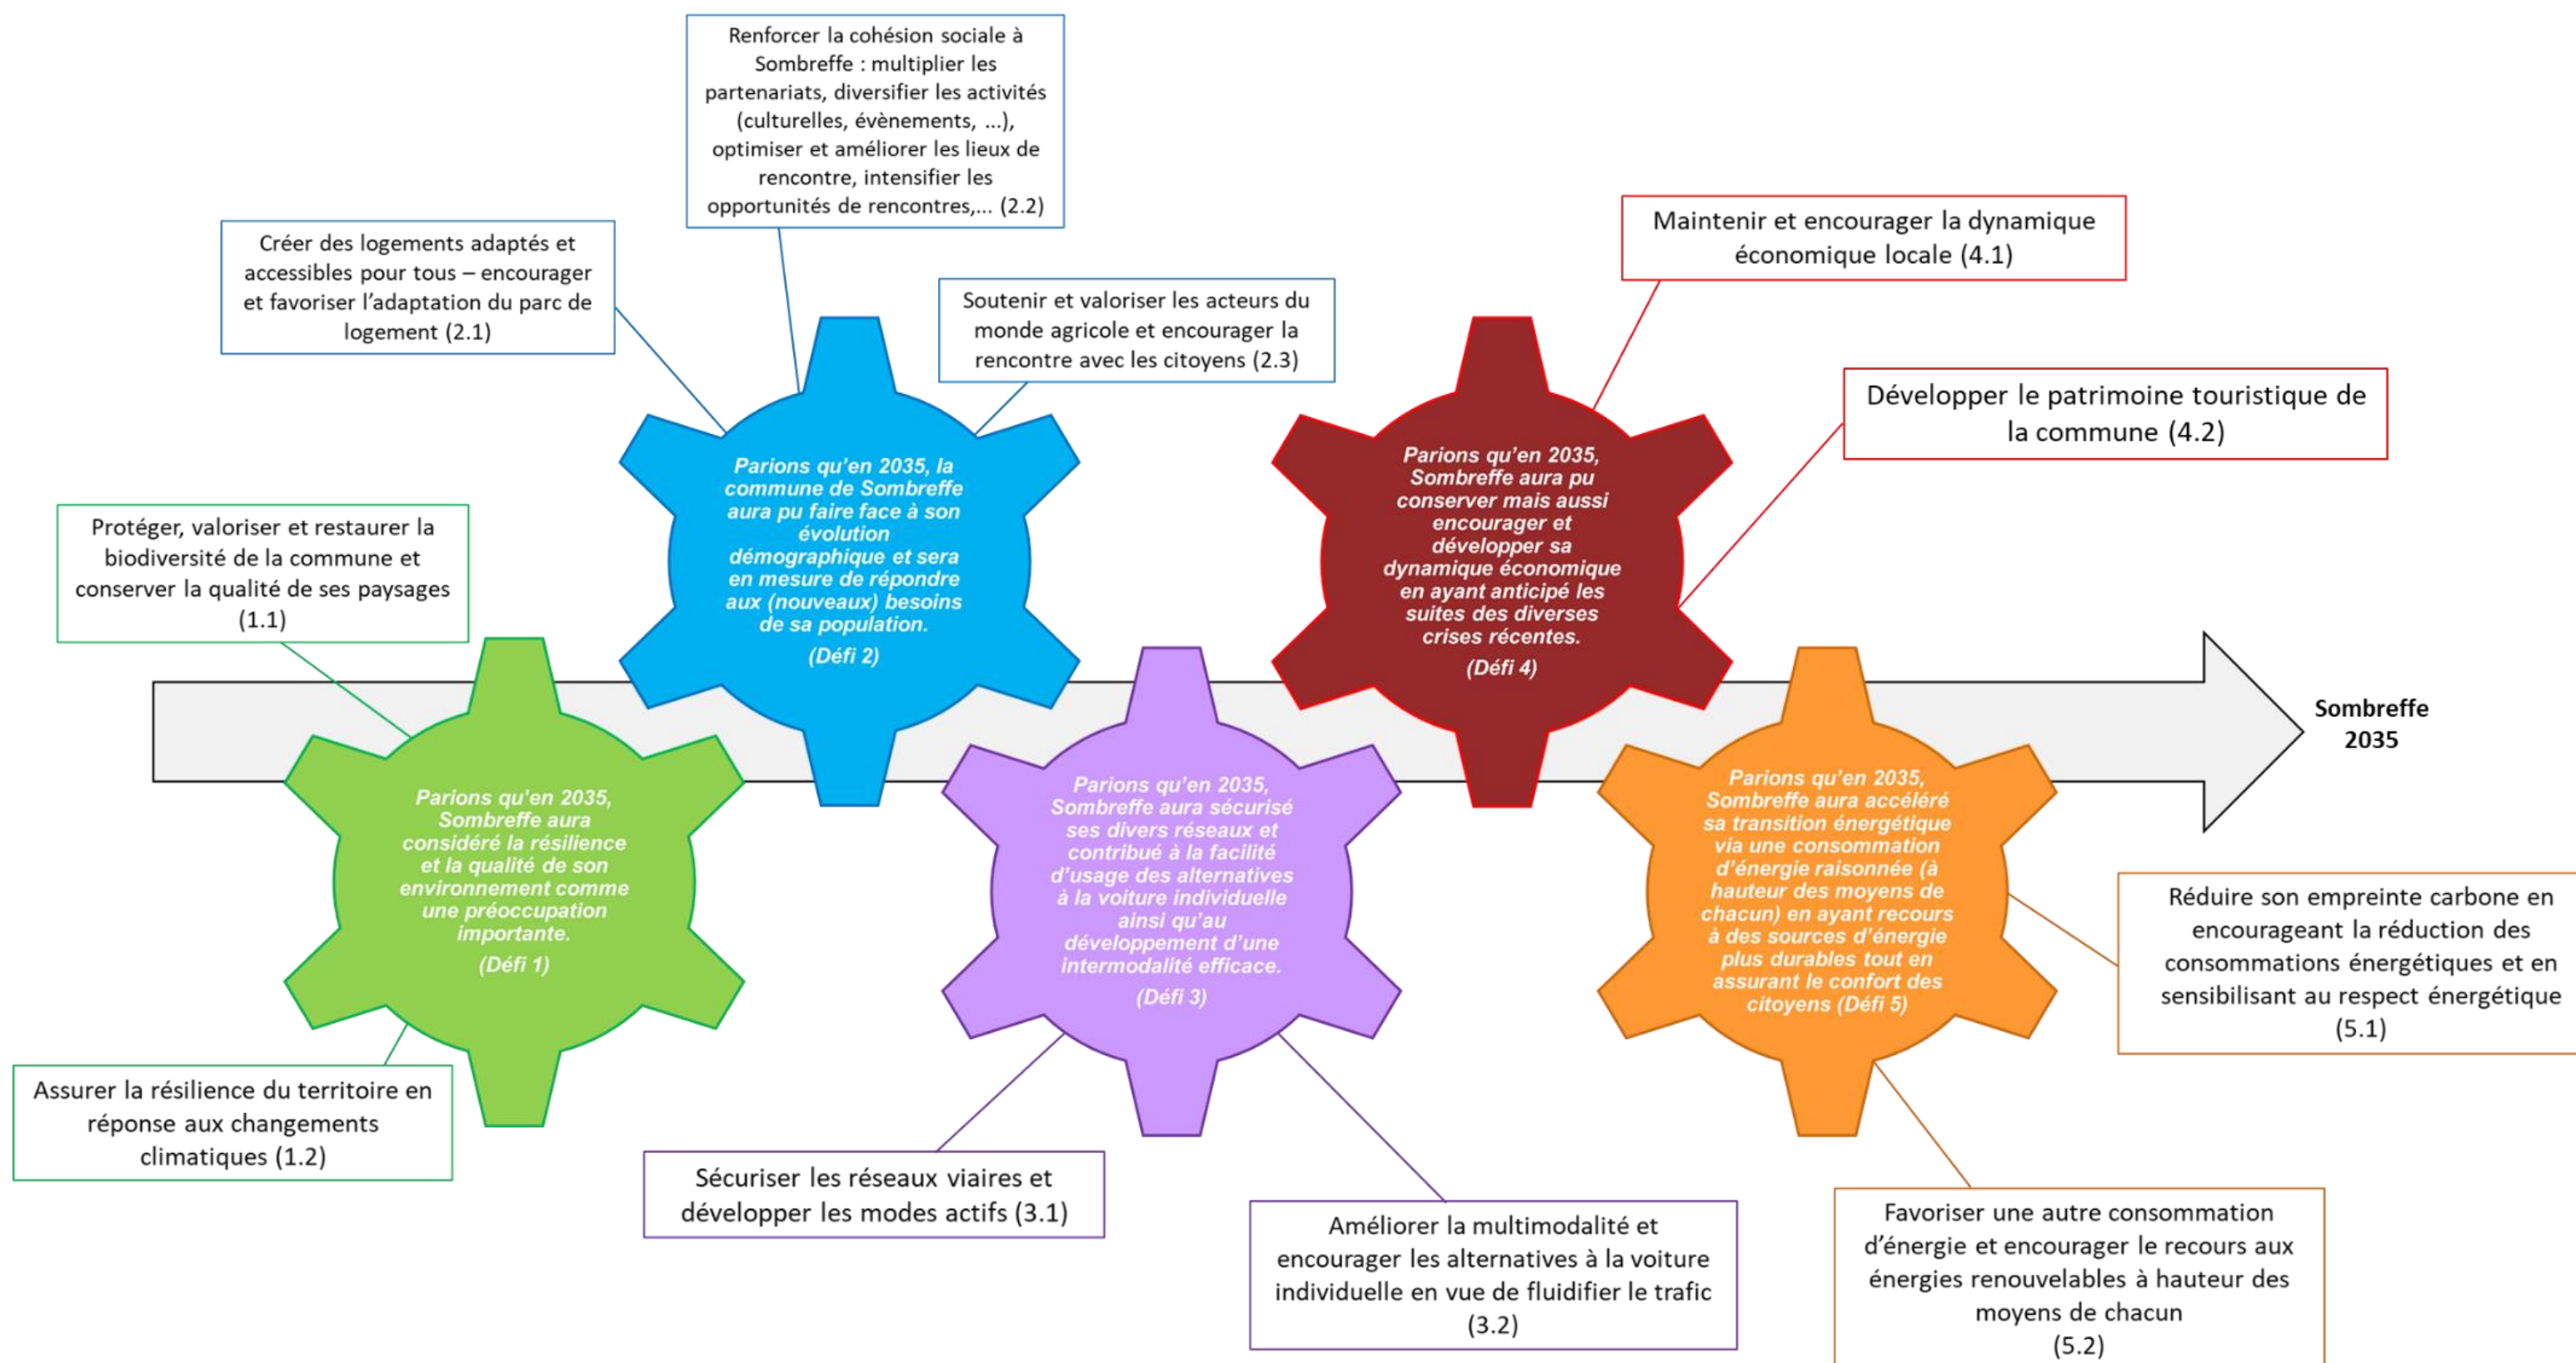 Renforcer la cohésion sociale à
Sombreffe : multiplier les
partenariats, diversifier les activités
(culturelles, évènements, ...),
optimiser et améliorer les lieux de
rencontre, intensifier les
opportunités de rencontres,... (2.2)
Créer des logements adaptés et
accessibles pour tous – encourager
et favoriser l’adaptation du parc de
logement (2.1)
Soutenir et valoriser les acteurs du
monde agricole et encourager la
rencontre avec les citoyens (2.3)
Maintenir et encourager la dynamique
économique locale (4.1)
Développer le patrimoine touristique de
la commune (4.2)
Protéger, valoriser et restaurer la
biodiversité de la commune et
conserver la qualité de ses paysages
(1.1)
Parions qu’en 2035, la
commune de Sombreffe
aura pu faire face à son
évolution
démographique et sera
en mesure de répondre
aux (nouveaux) besoins
de sa population.
(Défi 2)
Parions qu’en 2035,
Sombreffe aura pu
conserver mais aussi
encourager et
développer sa
dynamique économique
en ayant anticipé les
suites des diverses
crises récentes.
(Défi 4)
Sombreffe
2035
Parions qu’en 2035,
Sombreffe aura
considéré la résilience
et la qualité de son
environnement comme
une préoccupation
importante.
(Défi 1)
Parions qu’en 2035,
Sombreffe aura sécurisé
ses divers réseaux et
contribué à la facilité
d’usage des alternatives
à la voiture individuelle
ainsi qu’au
développement d’une
intermodalité efficace.
(Défi 3)
Parions qu’en 2035,
Sombreffe aura accéléré
sa transition énergétique
via une consommation
d’énergie raisonnée (à
hauteur des moyens de
chacun) en ayant recours
à des sources d’énergie
plus durables tout en
assurant le confort des
citoyens (Défi 5)
Réduire son empreinte carbone en
encourageant la réduction des
consommations énergétiques et en
sensibilisant au respect énergétique
(5.1)
Assurer la résilience du territoire en
réponse aux changements
climatiques (1.2)
Sécuriser les réseaux viaires et
développer les modes actifs (3.1)
Améliorer la multimodalité et
encourager les alternatives à la voiture
individuelle en vue de fluidifier le trafic
(3.2)
Favoriser une autre consommation
d’énergie et encourager le recours aux
énergies renouvelables à hauteur des
moyens de chacun
(5.2)